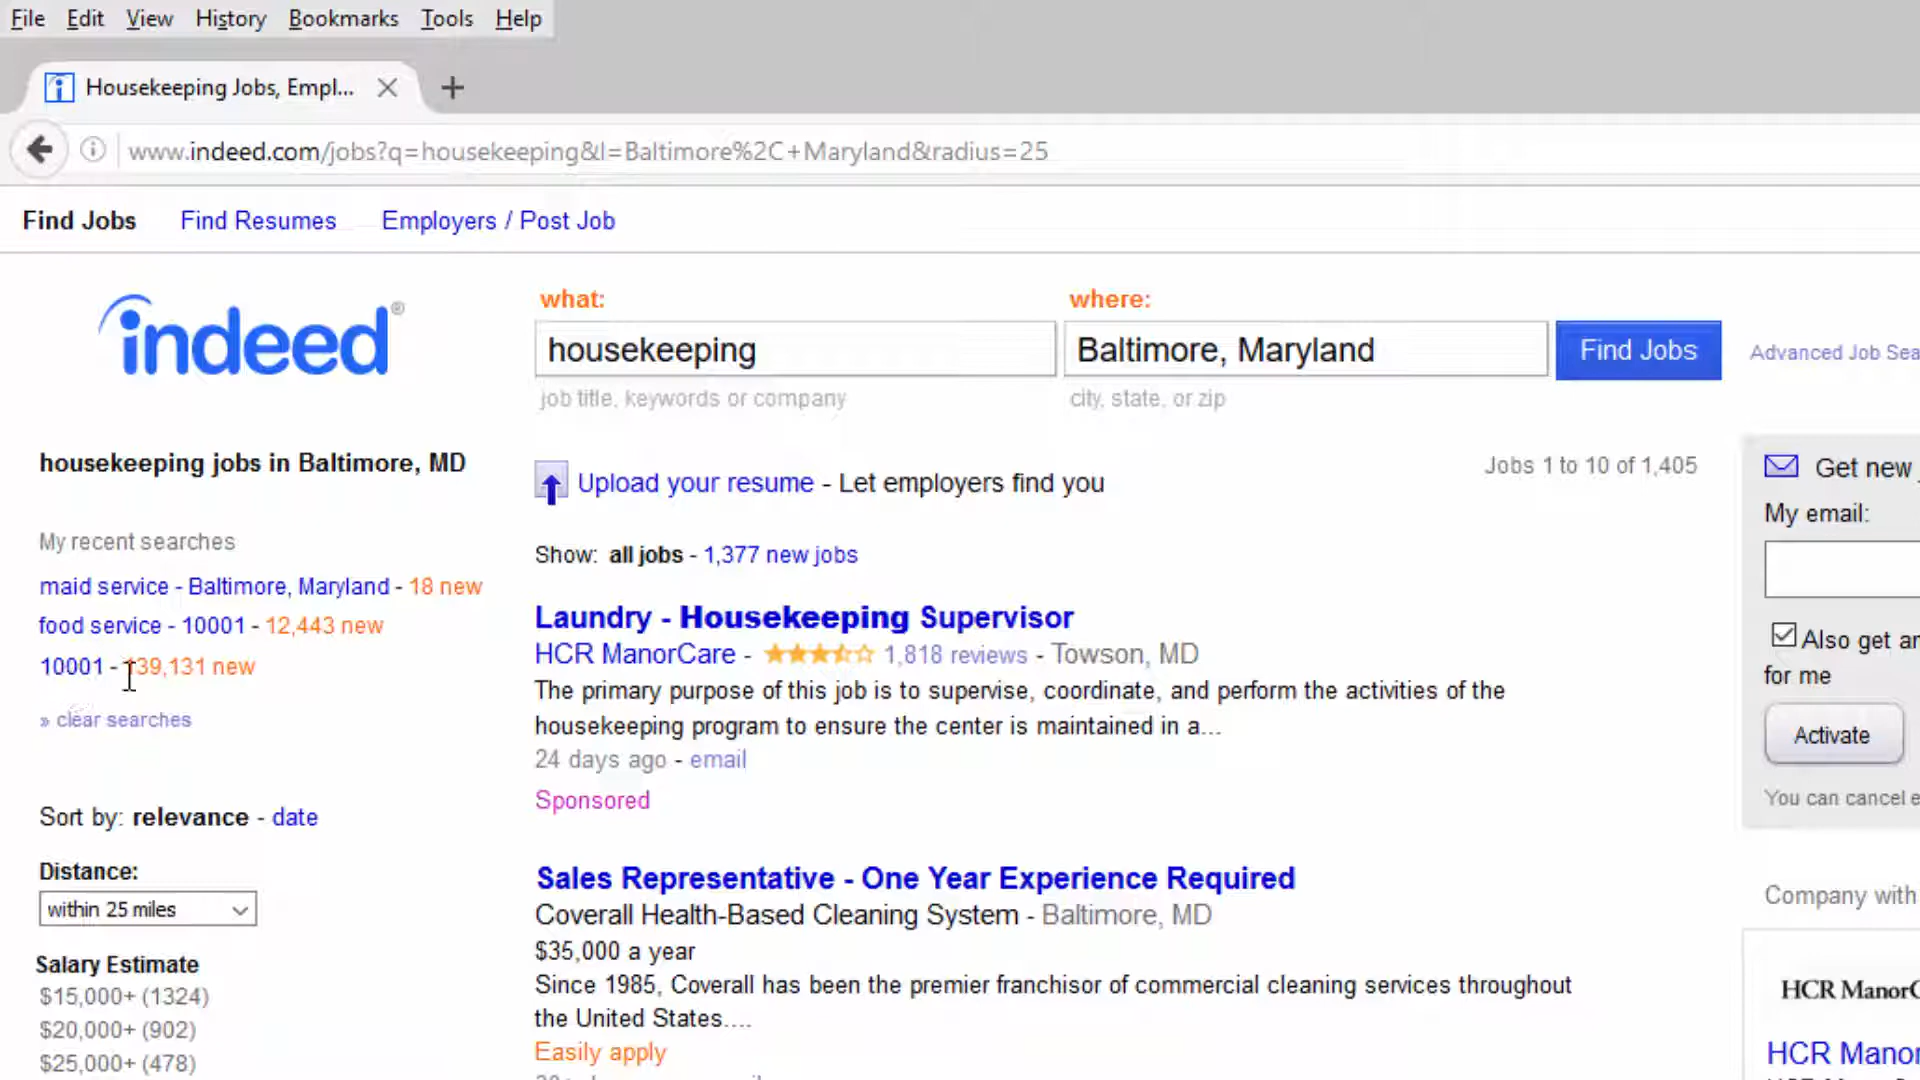 File Edit View History Bookmarks Tools Help
Housekeeping Jobs, Empl...
www.indeed.com/jobs?q=housekeeping&l=Baltimore%2C+Maryland&radius=25
Find Jobs Find Resumes Employers / Post Job
indeed®
what:
where:
housekeeping
Baltimore, Maryland
Find Jobs
Advanced Job Sea
job title, keywords or company
city, state, or zip
housekeeping jobs in Baltimore, MD
My recent searches
maid service - Baltimore, Maryland - 18 new
food service - 10001 - 12,443 new
10001 - 139,131 new
» clear searches
Sort by: relevance - date
Distance:
within 25 miles
Salary Estimate
$15,000+ (1324)
$20,000+ (902)
$25,000+ (478)
Upload your resume - Let employers find you
Jobs 1 to 10 of 1,405
Show: all jobs - 1,377 new jobs
Laundry - Housekeeping Supervisor
HCR ManorCare - 1,818 reviews - Towson, MD
The primary purpose of this job is to supervise, coordinate, and perform the activities of the
housekeeping program to ensure the center is maintained in a...
24 days ago - email
Sponsored
Sales Representative - One Year Experience Required
Coverall Health-Based Cleaning System - Baltimore, MD
$35,000 a year
Since 1985, Coverall has been the premier franchisor of commercial cleaning services throughout
the United States....
Easily apply
Get new
My email:
Also get an
for me
Activate
You can cancel e
Company with
HCR ManorC
HCR Manor